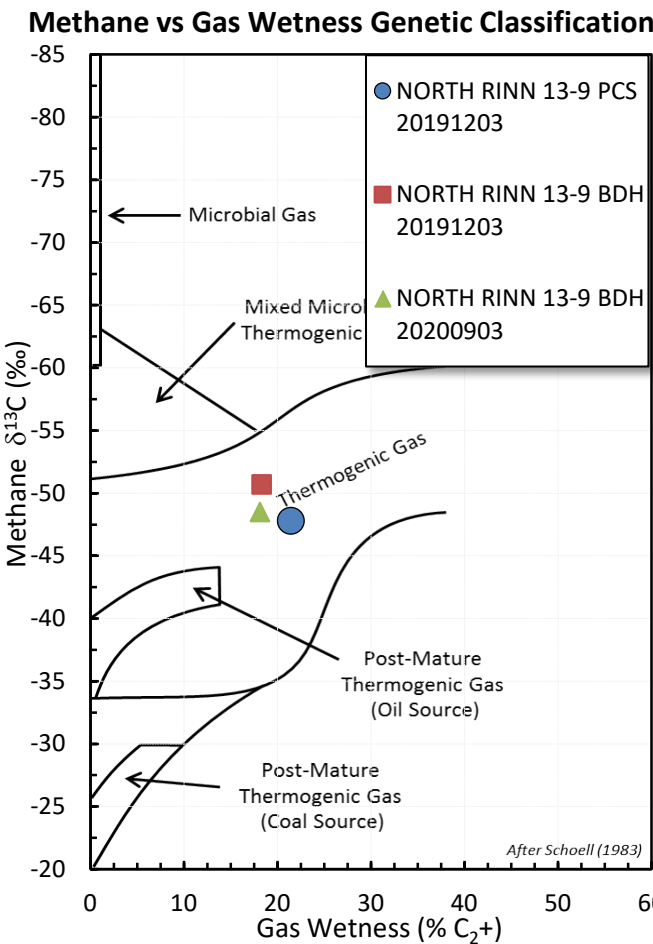 Methane vs Gas Wetness Genetic Classification
-85
-80
-75
-70
-65
-60
-55
-50
-45
-40
-35
-30
-25
-20
Methane δ¹³C (‰)
NORTH RINN 13-9 PCS
20191203
NORTH RINN 13-9 BDH
20191203
NORTH RINN 13-9 BDH
20200903
Microbial Gas
Mixed Micro
Thermogenic
Thermogenic Gas
Post-Mature
Thermogenic Gas
(Oil Source)
Post-Mature
Thermogenic Gas
(Coal Source)
After Schoell (1983)
0 10 20 30 40 50 60
Gas Wetness (% C₂+)